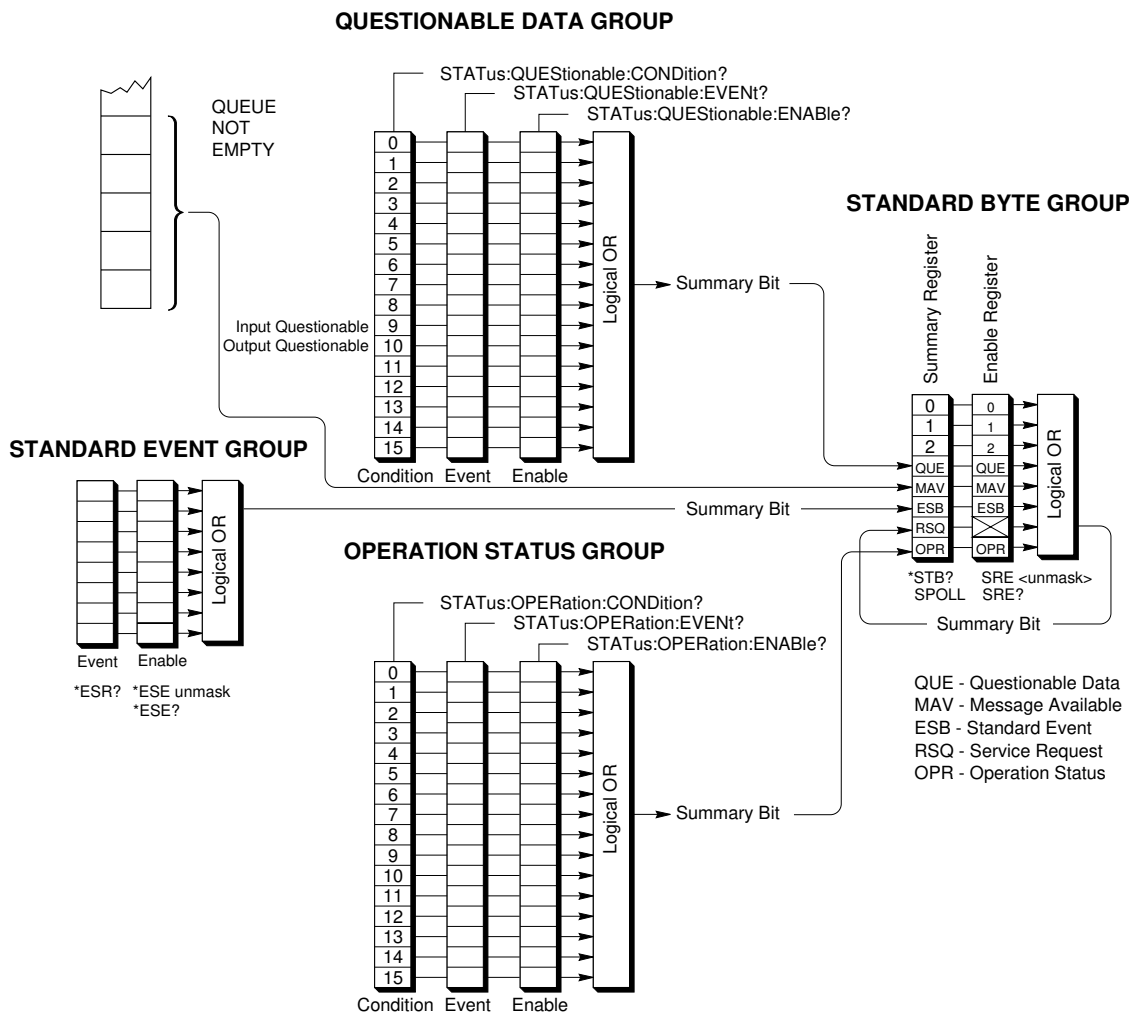 QUESTIONABLE DATA GROUP
STATus:QUEStionable:CONDition?
STATus:QUEStionable:EVENt?
STATus:QUEStionable:ENABle?
QUEUE
NOT
EMPTY
0
1
2
3
4
5
6
7
8
Input Questionable 9
Output Questionable 10
11
12
13
14
15
Condition Event Enable
Logical OR
Summary Bit
STANDARD BYTE GROUP
Summary Register
Enable Register
0 0
1 1
2 2
QUE QUE
MAV MAV
ESB ESB
RSQ
OPR OPR
Logical OR
*STB? SRE <unmask>
SPOLL SRE?
Summary Bit
STANDARD EVENT GROUP
Logical OR
Summary Bit
Event Enable
*ESR? *ESE unmask
*ESE?
OPERATION STATUS GROUP
STATus:OPERation:CONDition?
STATus:OPERation:EVENt?
STATus:OPERation:ENABle?
0
1
2
3
4
5
6
7
8
9
10
11
12
13
14
15
Condition Event Enable
Logical OR
Summary Bit
QUE - Questionable Data
MAV - Message Available
ESB - Standard Event
RSQ - Service Request
OPR - Operation Status